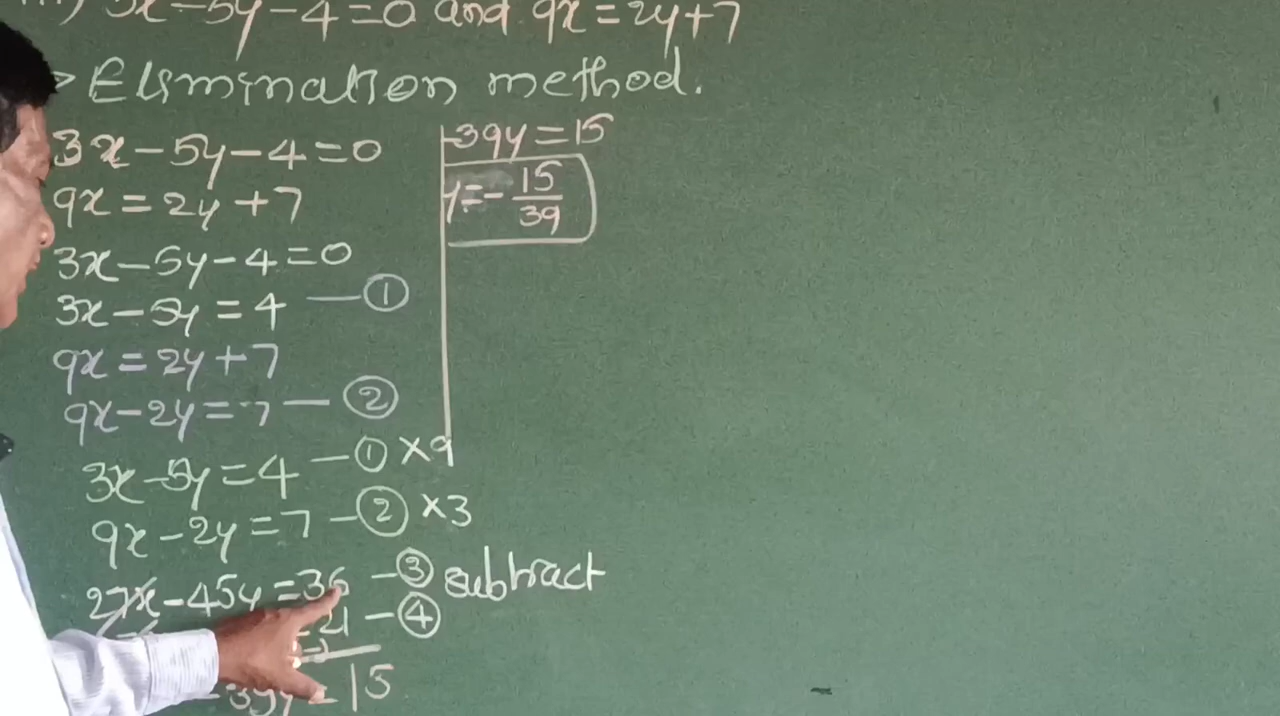 3x-5y-4=0 and 9x=2y+7
Elimination method.
3x-5y-4=0
9x=2y+7
3x-5y-4=0
3x-5y=4 — ①
9x=2y+7
9x-2y=7 — ②
3x-5y=4 — ① ×9
9x-2y=7 — ② ×3
27x-45y=36 — ③ subtract
=21 — ④
-39y=15
-39y=15
y=-15/39